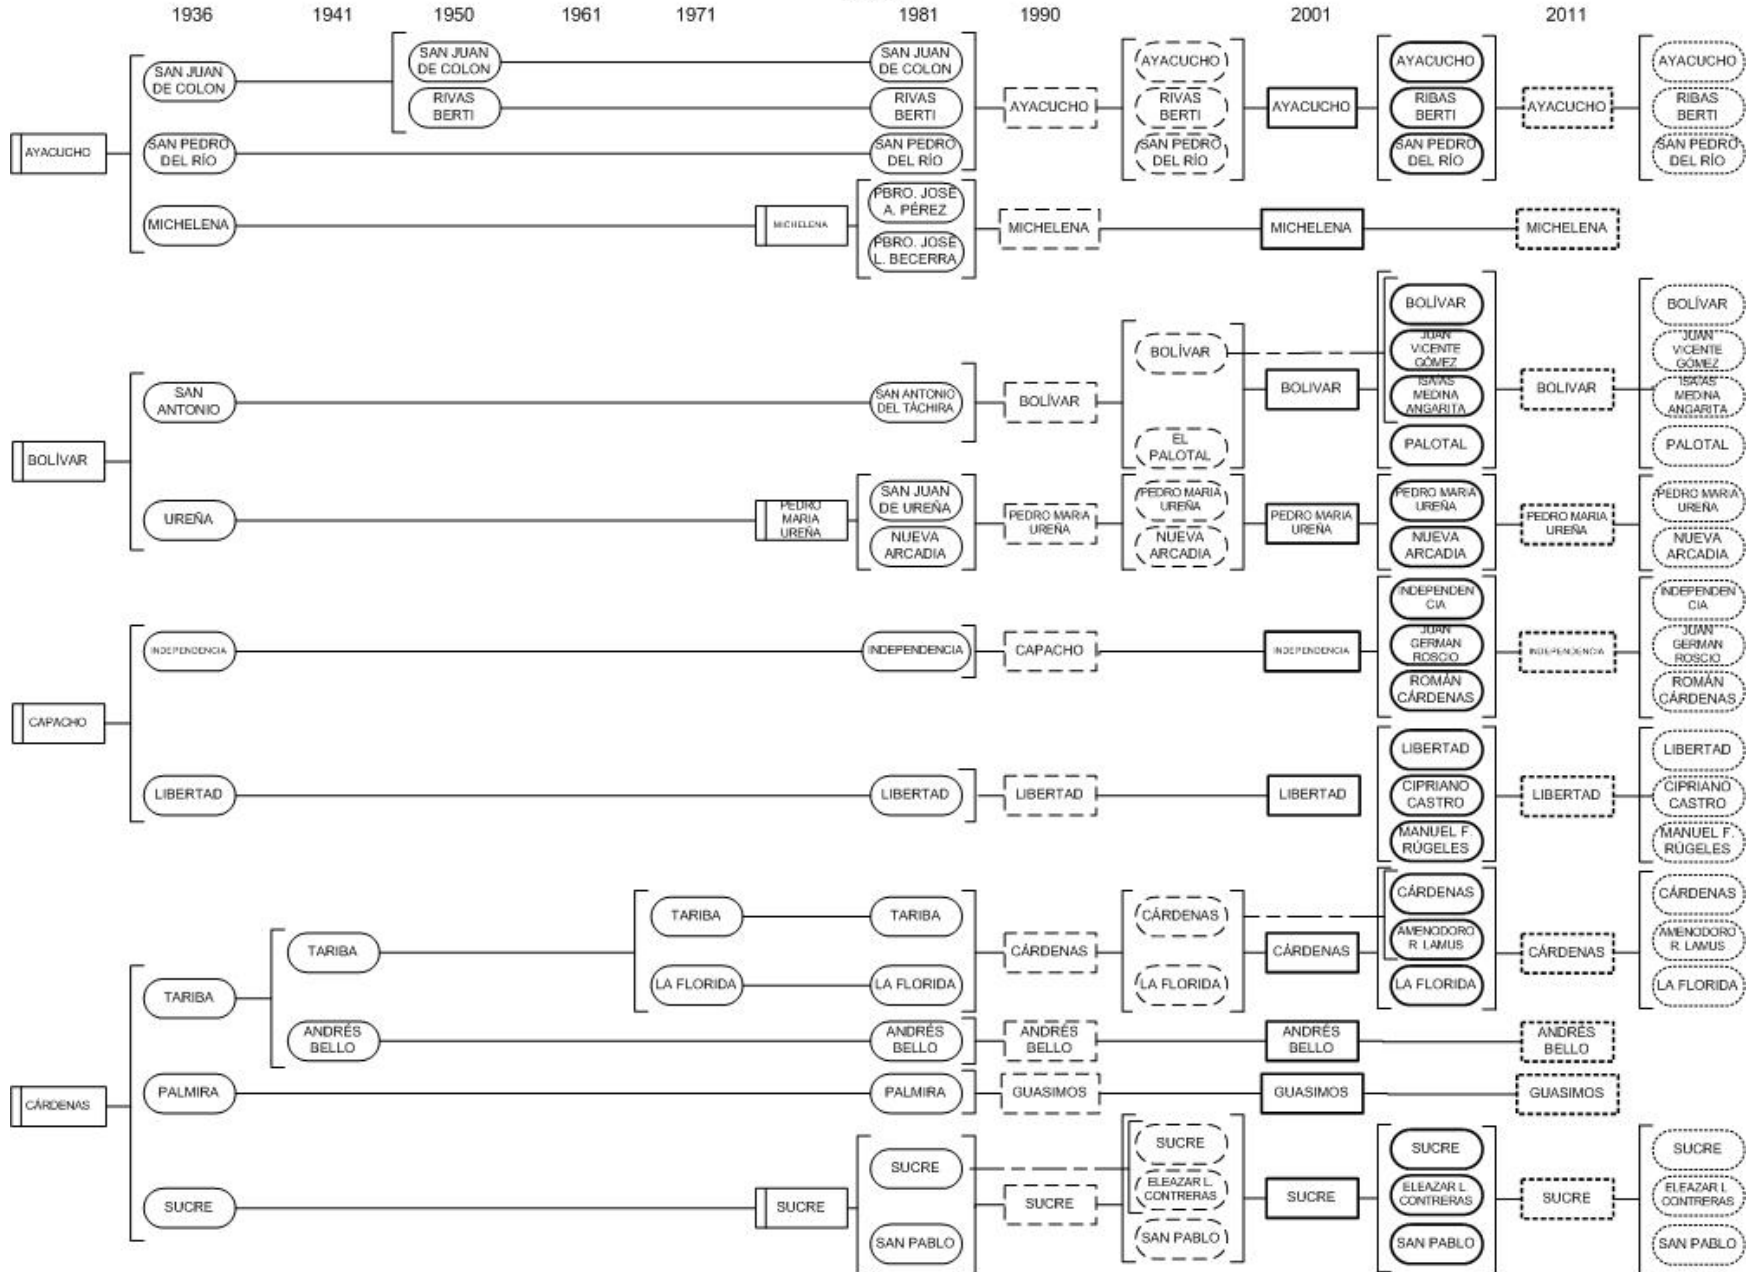 1936 1941 1950 1961 1971 1981 1990 2001 2011
AYACUCHO
SAN JUAN
DE COLON
SAN PEDRO
DEL RÍO
MICHELENA
SAN JUAN
DE COLON
RIVAS
BERTI
MICHELENA
SAN JUAN
DE COLON
RIVAS
BERTI
SAN PEDRO
DEL RÍO
PBRO. JOSÉ
A. PÉREZ
PBRO. JOSÉ
L. BECERRA
AYACUCHO
MICHELENA
AYACUCHO
RIVAS
BERTI
SAN PEDRO
DEL RÍO
AYACUCHO
MICHELENA
AYACUCHO
RIBAS
BERTI
SAN PEDRO
DEL RÍO
AYACUCHO
MICHELENA
AYACUCHO
RIBAS
BERTI
SAN PEDRO
DEL RÍO
BOLÍVAR
SAN
ANTONIO
UREÑA
PEDRO
MARIA
UREÑA
SAN ANTONIO
DEL TÁCHIRA
SAN JUAN
DE UREÑA
NUEVA
ARCADIA
BOLÍVAR
PEDRO MARIA
UREÑA
BOLÍVAR
EL
PALOTAL
PEDRO MARIA
UREÑA
NUEVA
ARCADIA
BOLIVAR
PEDRO MARIA
UREÑA
BOLÍVAR
JUAN
VICENTE
GÓMEZ
ISAÍAS
MEDINA
ANGARITA
PALOTAL
PEDRO MARIA
UREÑA
NUEVA
ARCADIA
BOLIVAR
PEDRO MARIA
UREÑA
BOLÍVAR
JUAN
VICENTE
GÓMEZ
ISAÍAS
MEDINA
ANGARITA
PALOTAL
PEDRO MARIA
UREÑA
NUEVA
ARCADIA
CAPACHO
INDEPENDENCIA
LIBERTAD
INDEPENDENCIA
LIBERTAD
CAPACHO
LIBERTAD
INDEPENDENCIA
LIBERTAD
INDEPENDEN
CIA
JUAN
GERMAN
ROSCIO
ROMÁN
CÁRDENAS
LIBERTAD
CIPRIANO
CASTRO
MANUEL F.
RÚGELES
INDEPENDENCIA
LIBERTAD
INDEPENDEN
CIA
JUAN
GERMAN
ROSCIO
ROMÁN
CÁRDENAS
LIBERTAD
CIPRIANO
CASTRO
MANUEL F.
RÚGELES
CÁRDENAS
TARIBA
PALMIRA
SUCRE
TARIBA
ANDRÉS
BELLO
TARIBA
LA FLORIDA
SUCRE
TARIBA
LA FLORIDA
ANDRÉS
BELLO
PALMIRA
SUCRE
SAN PABLO
CÁRDENAS
ANDRÉS
BELLO
GUASIMOS
SUCRE
CÁRDENAS
LA FLORIDA
SUCRE
ELEAZAR L.
CONTRERAS
SAN PABLO
CÁRDENAS
ANDRÉS
BELLO
GUASIMOS
SUCRE
CÁRDENAS
AMENODORO
R. LAMUS
LA FLORIDA
SUCRE
ELEAZAR L
CONTRERAS
SAN PABLO
CÁRDENAS
ANDRÉS
BELLO
GUASIMOS
SUCRE
CÁRDENAS
AMENODORO
R. LAMUS
LA FLORIDA
SUCRE
ELEAZAR L
CONTRERAS
SAN PABLO